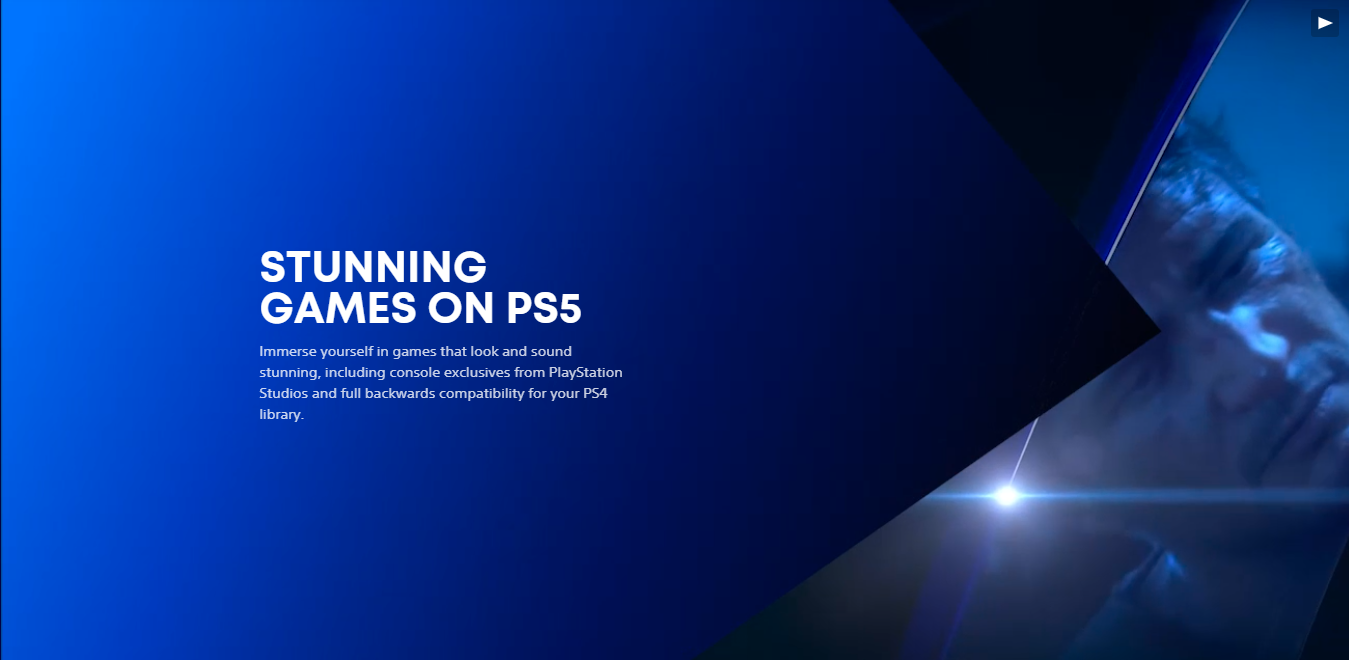 STUNNING
GAMES ON PS5
Immerse yourself in games that look and sound
stunning, including console exclusives from PlayStation
Studios and full backwards compatibility for your PS4
library.